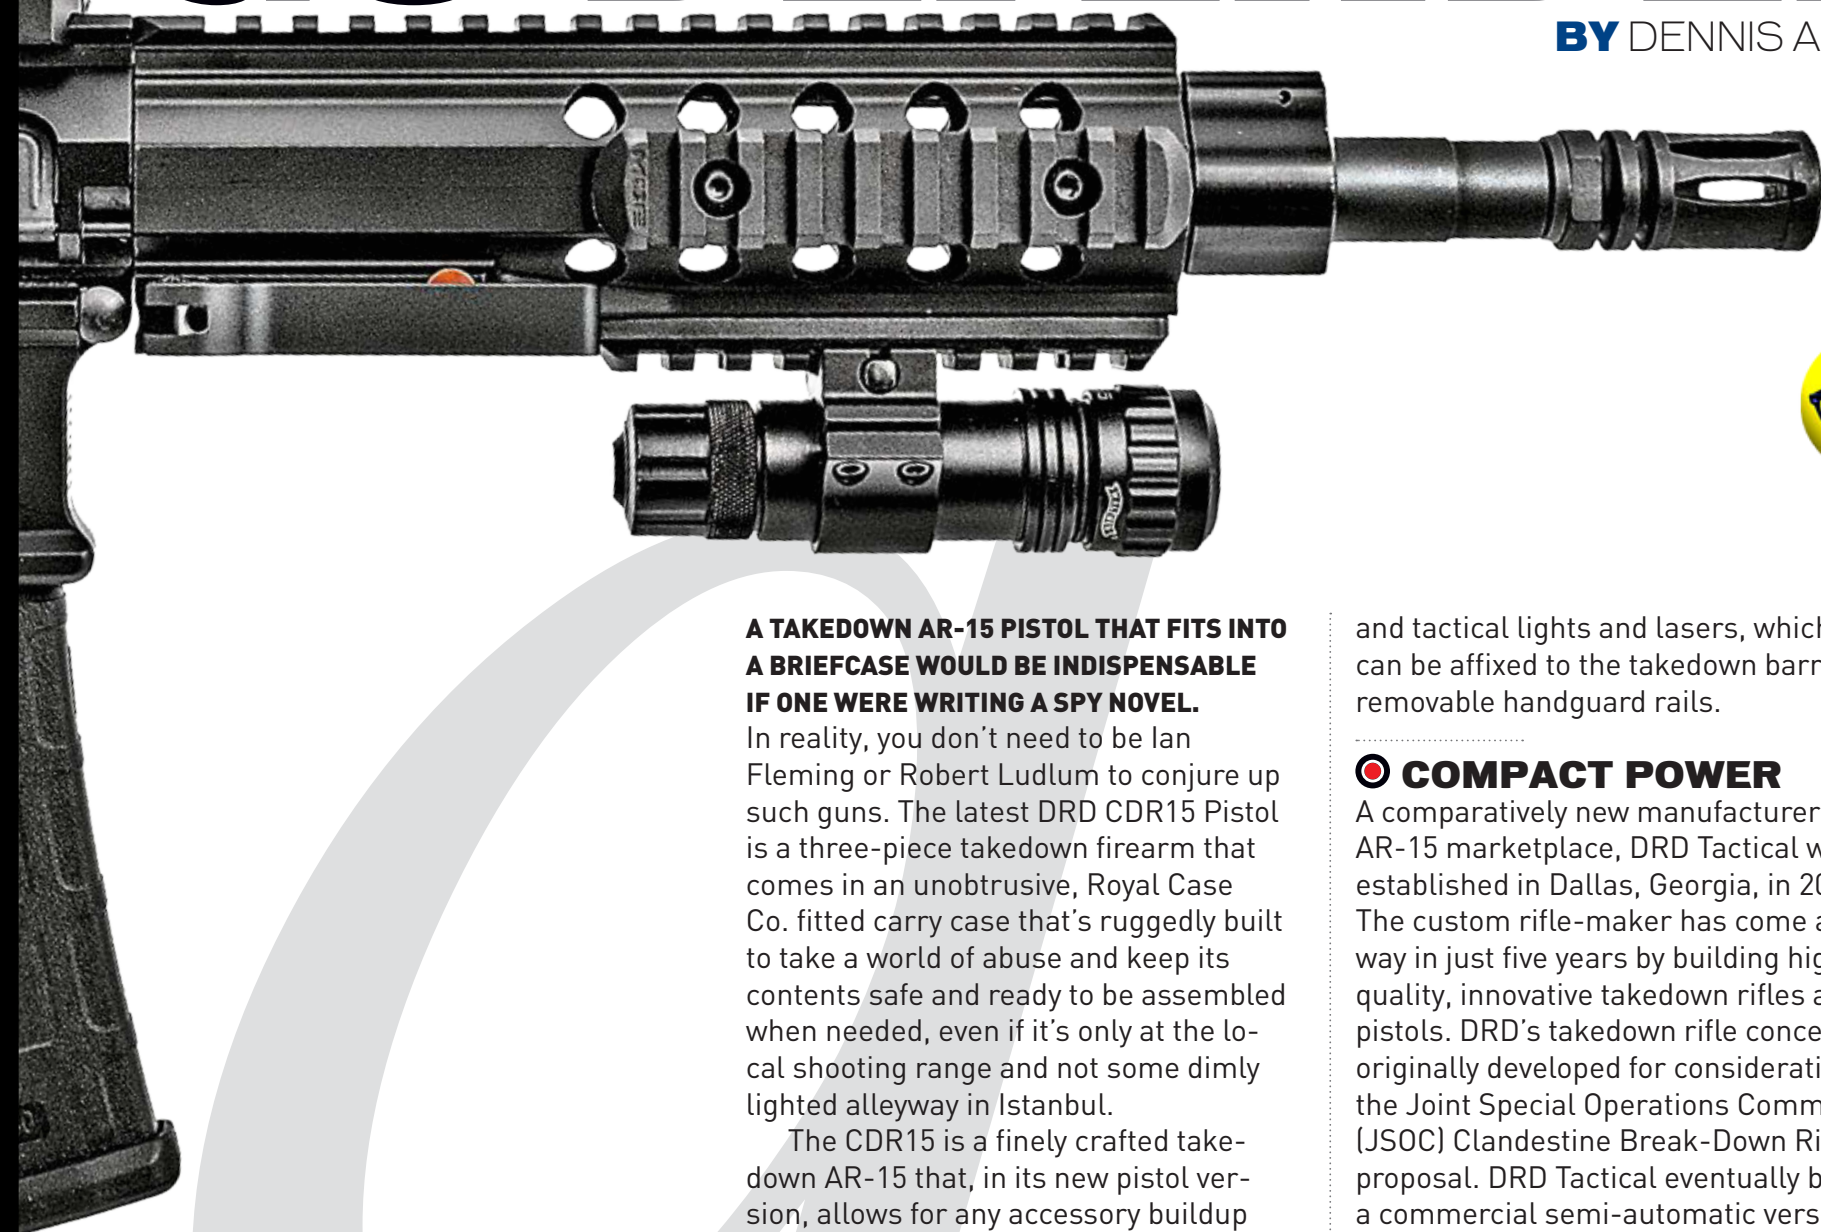 BY DENNIS A
A TAKEDOWN AR-15 PISTOL THAT FITS INTO
A BRIEFCASE WOULD BE INDISPENSABLE
IF ONE WERE WRITING A SPY NOVEL.
In reality, you don't need to be Ian
Fleming or Robert Ludlum to conjure up
such guns. The latest DRD CDR15 Pistol
is a three-piece takedown firearm that
comes in an unobtrusive, Royal Case
Co. fitted carry case that's ruggedly built
to take a world of abuse and keep its
contents safe and ready to be assembled
when needed, even if it's only at the lo-
cal shooting range and not some dimly
lighted alleyway in Istanbul.
The CDR15 is a finely crafted take-
down AR-15 that, in its new pistol ver-
sion, allows for any accessory buildup
and tactical lights and lasers, which
can be affixed to the takedown barr
removable handguard rails.
COMPACT POWER
A comparatively new manufacturer
AR-15 marketplace, DRD Tactical w
established in Dallas, Georgia, in 20
The custom rifle-maker has come a
way in just five years by building hig
quality, innovative takedown rifles a
pistols. DRD's takedown rifle conce
originally developed for considerati
the Joint Special Operations Comm
(JSOC) Clandestine Break-Down Ri
proposal. DRD Tactical eventually b
a commercial semi-automatic vers